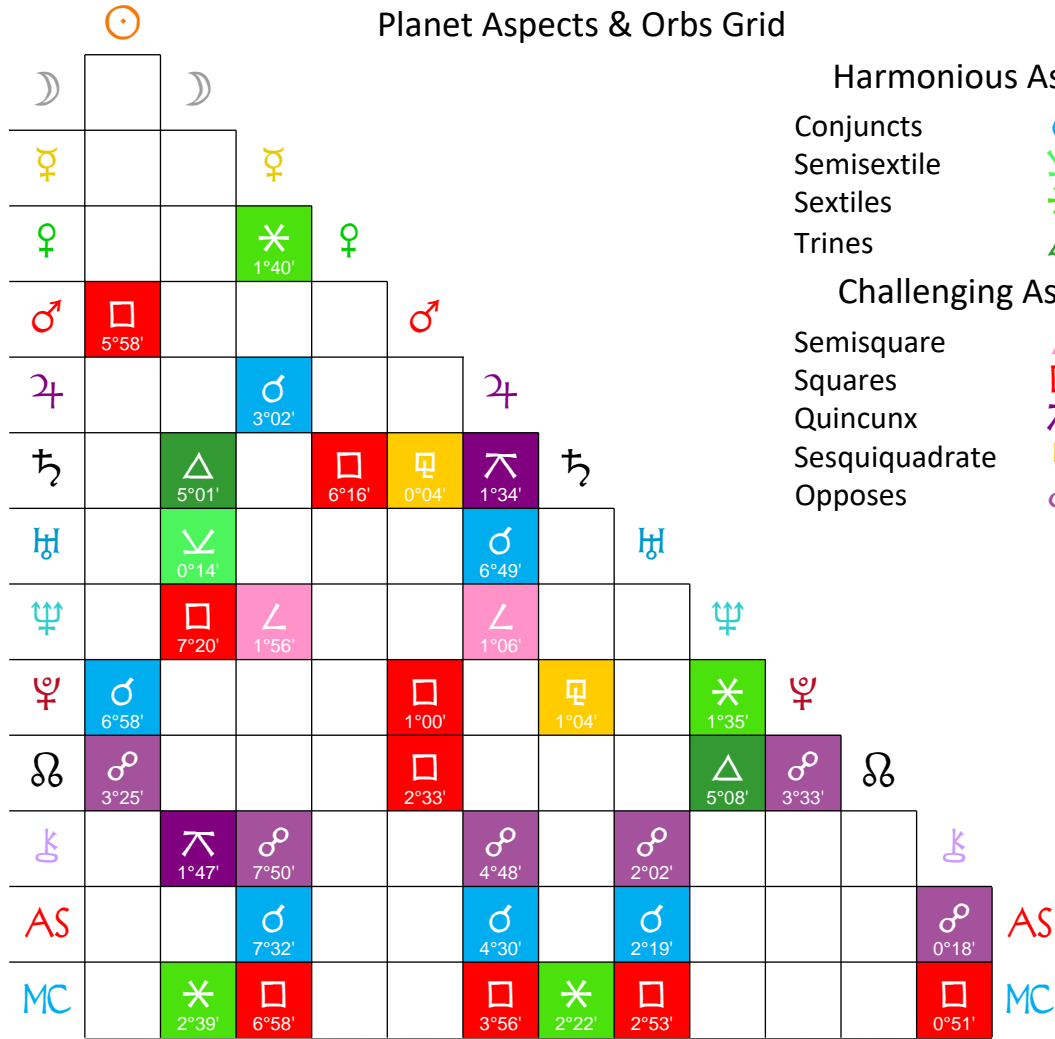 ☉ Planet Aspects & Orbs Grid
☽ ☽
Harmonious As
Conjuncts ☌
☿ ☿
Semisextile ⚺
Sextiles ⚹
♀ ⚹ ♀
1°40'
Trines △
Challenging As
♂ □ ♂
5°58'
Semisquare ∠
Squares □
♃ ☌ ♃
3°02'
Quincunx ⚻
Sesquiquadrate ⚼
Opposes ☍
♄ △ □ ⚼ ⚻ ♄
5°01' 6°16' 0°04' 1°34'
♅ ⚺ ☌ ♅
0°14' 6°49'
♆ □ ∠ ∠ ♆
7°20' 1°56' 1°06'
♇ ☌ □ ⚼ ⚹ ♇
6°58' 1°00' 1°04' 1°35'
☊ ☍ □ △ ☍ ☊
3°25' 2°33' 5°08' 3°33'
⚷ ⚻ ☍ ☍ ☍ ⚷
1°47' 7°50' 4°48' 2°02'
AS ☌ ☌ ☌ ☍ AS
7°32' 4°30' 2°19' 0°18'
MC ⚹ □ □ ⚹ □ □ MC
2°39' 6°58' 3°56' 2°22' 2°53' 0°51'